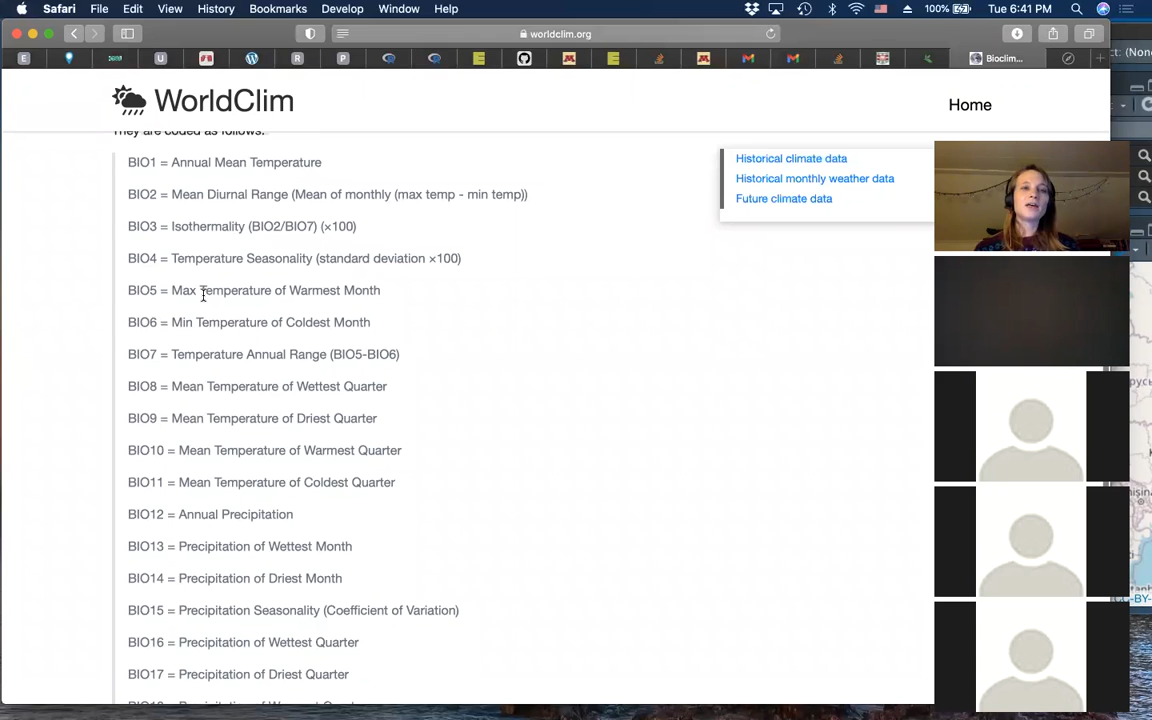 Safari File Edit View History Bookmarks Develop Window Help 100% Tue 6:41 PM
worldclim.org
Bioclim...
WorldClim
Home
They are coded as follows:
BIO1 = Annual Mean Temperature
BIO2 = Mean Diurnal Range (Mean of monthly (max temp - min temp))
BIO3 = Isothermality (BIO2/BIO7) (×100)
BIO4 = Temperature Seasonality (standard deviation ×100)
BIO5 = Max Temperature of Warmest Month
BIO6 = Min Temperature of Coldest Month
BIO7 = Temperature Annual Range (BIO5-BIO6)
BIO8 = Mean Temperature of Wettest Quarter
BIO9 = Mean Temperature of Driest Quarter
BIO10 = Mean Temperature of Warmest Quarter
BIO11 = Mean Temperature of Coldest Quarter
BIO12 = Annual Precipitation
BIO13 = Precipitation of Wettest Month
BIO14 = Precipitation of Driest Month
BIO15 = Precipitation Seasonality (Coefficient of Variation)
BIO16 = Precipitation of Wettest Quarter
BIO17 = Precipitation of Driest Quarter
Historical climate data
Historical monthly weather data
Future climate data
CC-BY-